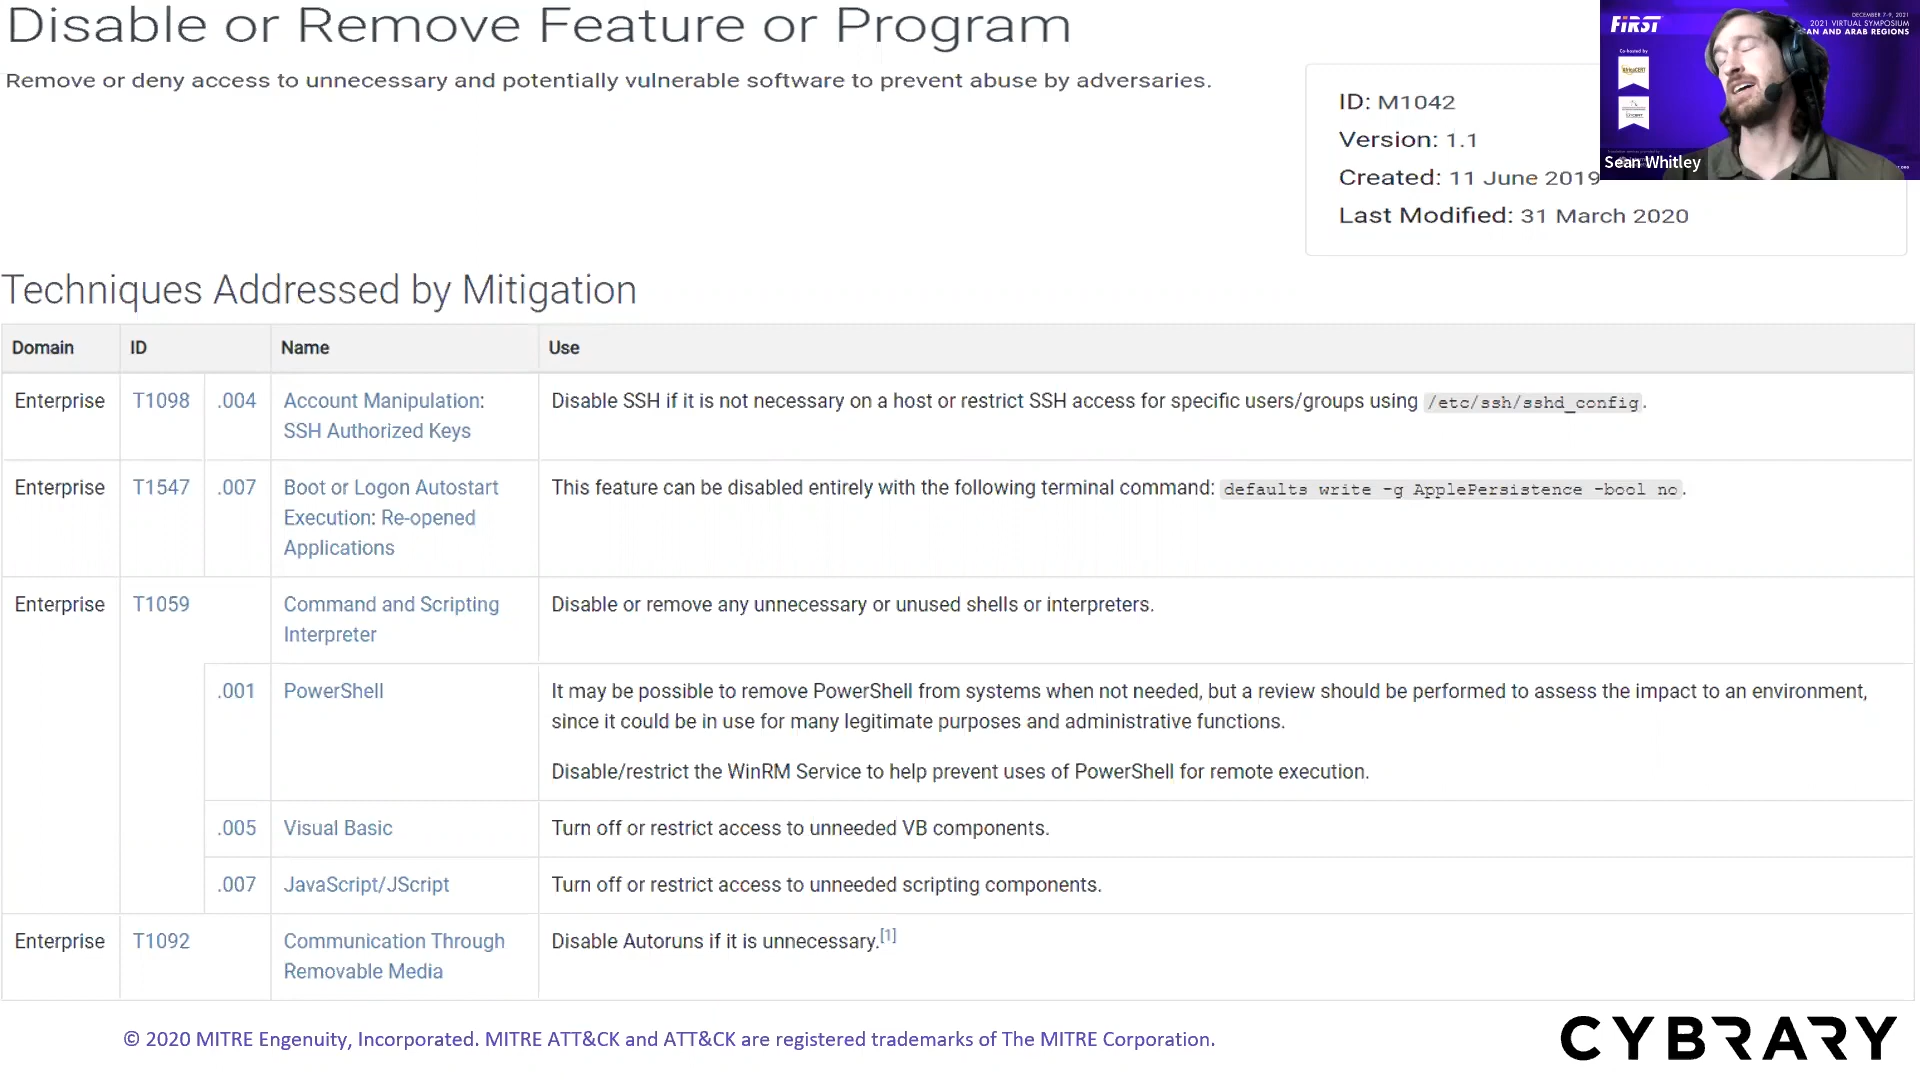 Disable or Remove Feature or Program
Remove or deny access to unnecessary and potentially vulnerable software to prevent abuse by adversaries.
ID: M1042
Version: 1.1
Created: 11 June 2019
Last Modified: 31 March 2020
FIRST
DECEMBER 7-9, 2021
2021 VIRTUAL SYMPOSIUM
AN AND ARAB REGIONS
Co-hosted by
Sean Whitley
Techniques Addressed by Mitigation
Domain ID Name Use
Enterprise T1098 .004 Account Manipulation: Disable SSH if it is not necessary on a host or restrict SSH access for specific users/groups using /etc/ssh/sshd_config.
SSH Authorized Keys
Enterprise T1547 .007 Boot or Logon Autostart This feature can be disabled entirely with the following terminal command: defaults write -g ApplePersistence -bool no.
Execution: Re-opened
Applications
Enterprise T1059 Command and Scripting Disable or remove any unnecessary or unused shells or interpreters.
Interpreter
.001 PowerShell It may be possible to remove PowerShell from systems when not needed, but a review should be performed to assess the impact to an environment,
since it could be in use for many legitimate purposes and administrative functions.
Disable/restrict the WinRM Service to help prevent uses of PowerShell for remote execution.
.005 Visual Basic Turn off or restrict access to unneeded VB components.
.007 JavaScript/JScript Turn off or restrict access to unneeded scripting components.
Enterprise T1092 Communication Through Disable Autoruns if it is unnecessary.[1]
Removable Media
© 2020 MITRE Engenuity, Incorporated. MITRE ATT&CK and ATT&CK are registered trademarks of The MITRE Corporation.
CYBRARY